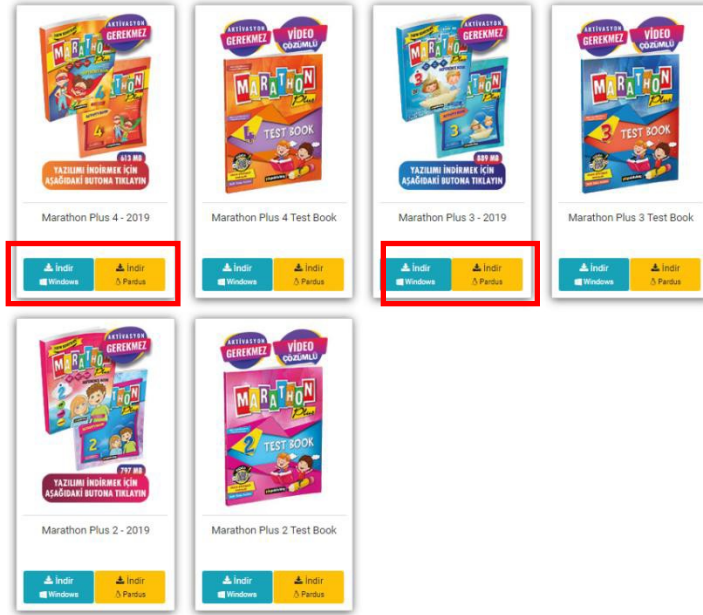 AKTİVASYON
GEREKMEZ
MARATHON
Plus
4
613 MB
YAZILIMI İNDİRMEK İÇİN
AŞAĞIDAKİ BUTONA TIKLAYIN
Marathon Plus 4 - 2019
İndir
Windows
İndir
Pardus
AKTİVASYON
GEREKMEZ
VİDEO
ÇÖZÜMLÜ
MARATHON
Plus
4
TEST BOOK
Marathon Plus 4 Test Book
İndir
Windows
İndir
Pardus
AKTİVASYON
GEREKMEZ
MARATHON
Plus
3
889 MB
YAZILIMI İNDİRMEK İÇİN
AŞAĞIDAKİ BUTONA TIKLAYIN
Marathon Plus 3 - 2019
İndir
Windows
İndir
Pardus
AKTİVASYON
GEREKMEZ
VİDEO
ÇÖZÜMLÜ
MARATHON
Plus
3
TEST BOOK
Marathon Plus 3 Test Book
İndir
Windows
İndir
Pardus
AKTİVASYON
GEREKMEZ
MARATHON
Plus
2
797 MB
YAZILIMI İNDİRMEK İÇİN
AŞAĞIDAKİ BUTONA TIKLAYIN
Marathon Plus 2 - 2019
İndir
Windows
İndir
Pardus
AKTİVASYON
GEREKMEZ
VİDEO
ÇÖZÜMLÜ
MARATHON
Plus
2
TEST BOOK
Marathon Plus 2 Test Book
İndir
Windows
İndir
Pardus